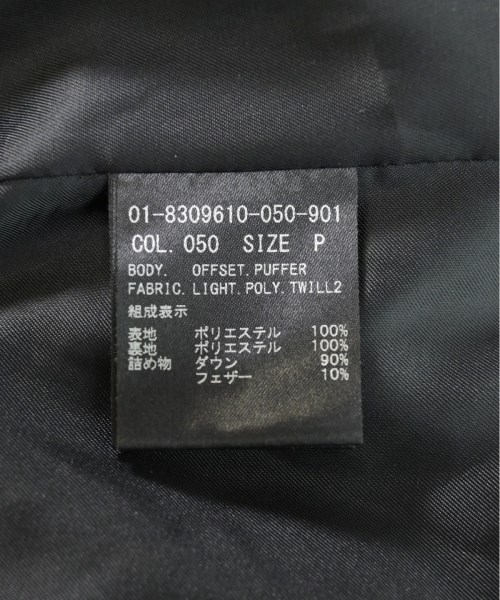 01-8309610-050-901
COL. 050 SIZE P
BODY. OFFSET. PUFFER
FABRIC. LIGHT. POLY. TWILL2
組成表示
表地 ポリエステル 100%
裏地 ポリエステル 100%
詰め物 ダウン 90%
フェザー 10%